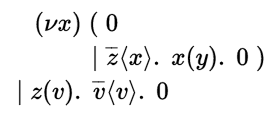 (νx) ( 0
| z̅⟨x⟩. x(y). 0 )
| z(v). v̅⟨v⟩. 0